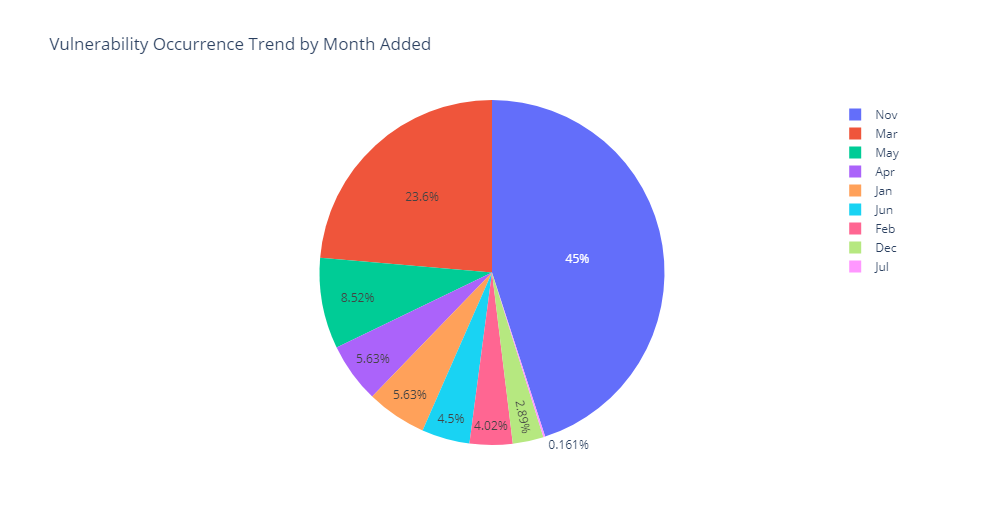 Vulnerability Occurrence Trend by Month Added
Nov
Mar
May
Apr
Jan
Jun
Feb
Dec
Jul
23.6%
45%
8.52%
5.63%
5.63%
4.5%
4.02%
2.89%
0.161%